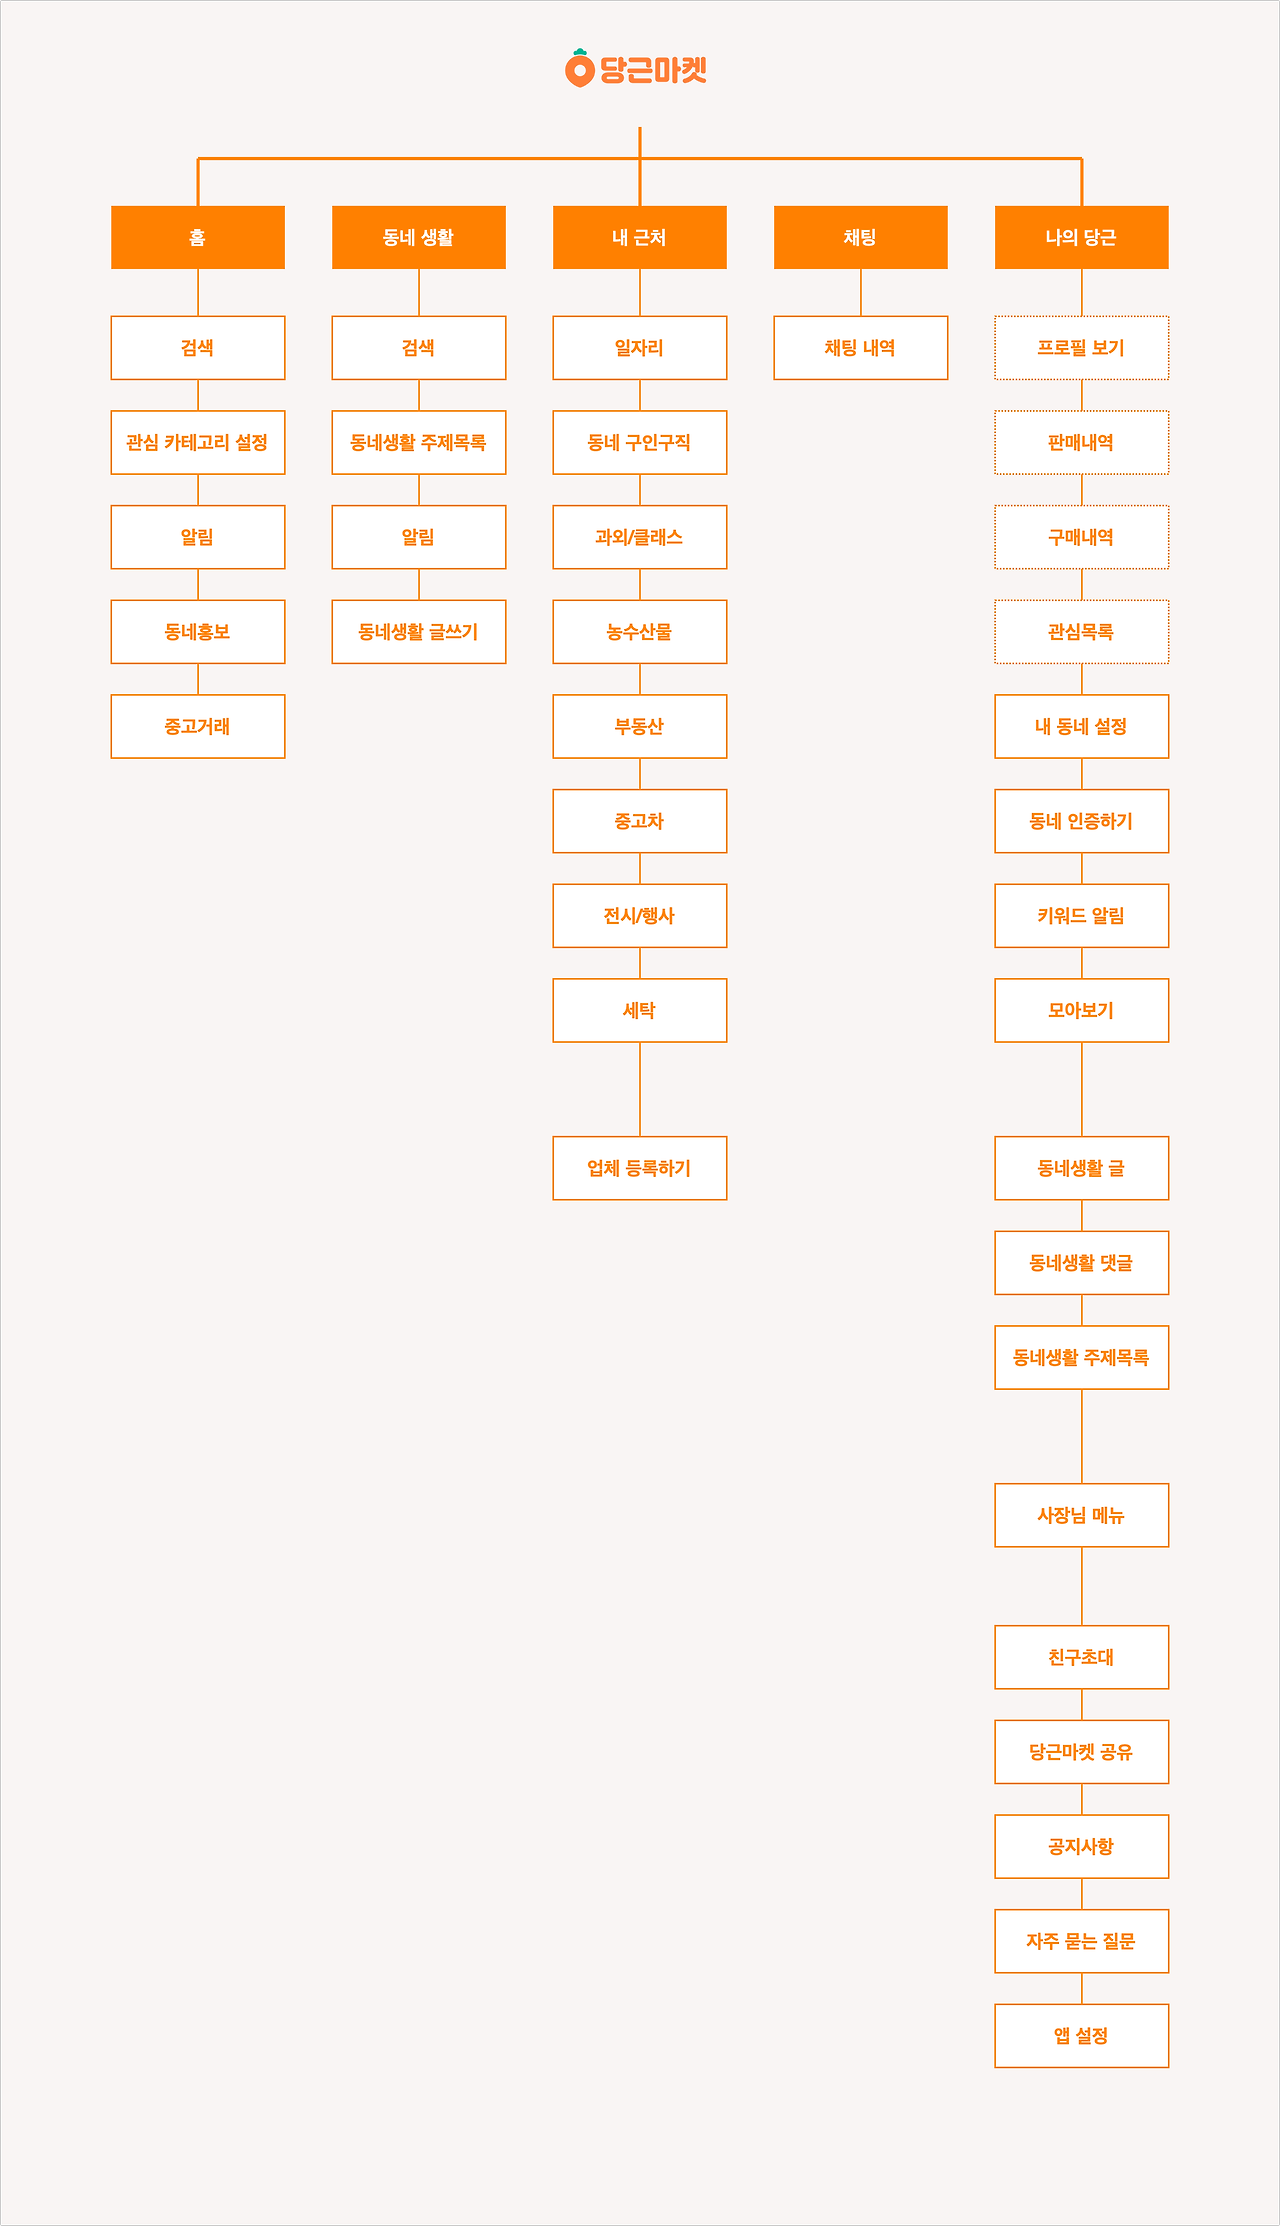 당근마켓
홈
동네 생활
내 근처
채팅
나의 당근
검색
관심 카테고리 설정
알림
동네홍보
중고거래
검색
동네생활 주제목록
알림
동네생활 글쓰기
일자리
동네 구인구직
과외/클래스
농수산물
부동산
중고차
전시/행사
세탁
업체 등록하기
채팅 내역
프로필 보기
판매내역
구매내역
관심목록
내 동네 설정
동네 인증하기
키워드 알림
모아보기
동네생활 글
동네생활 댓글
동네생활 주제목록
사장님 메뉴
친구초대
당근마켓 공유
공지사항
자주 묻는 질문
앱 설정